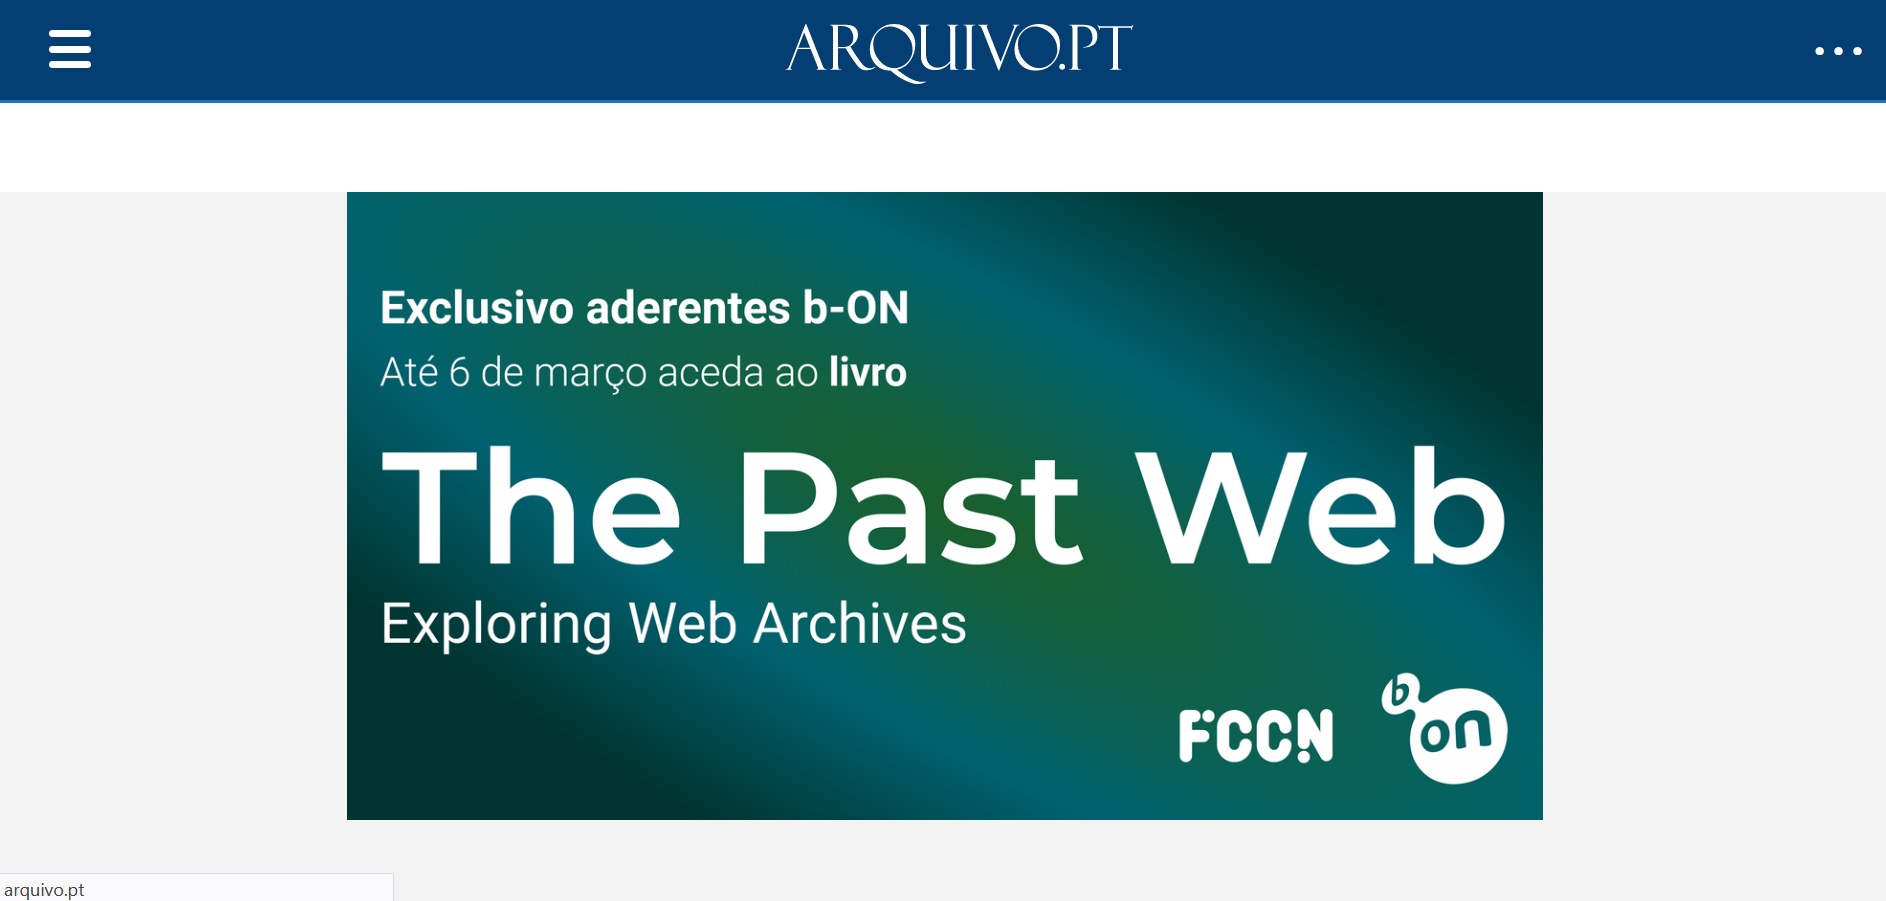 ARQUIVO.PT
Exclusivo aderentes b-ON
Até 6 de março aceda ao livro
The Past Web
Exploring Web Archives
FCCN
b on
arquivo.pt